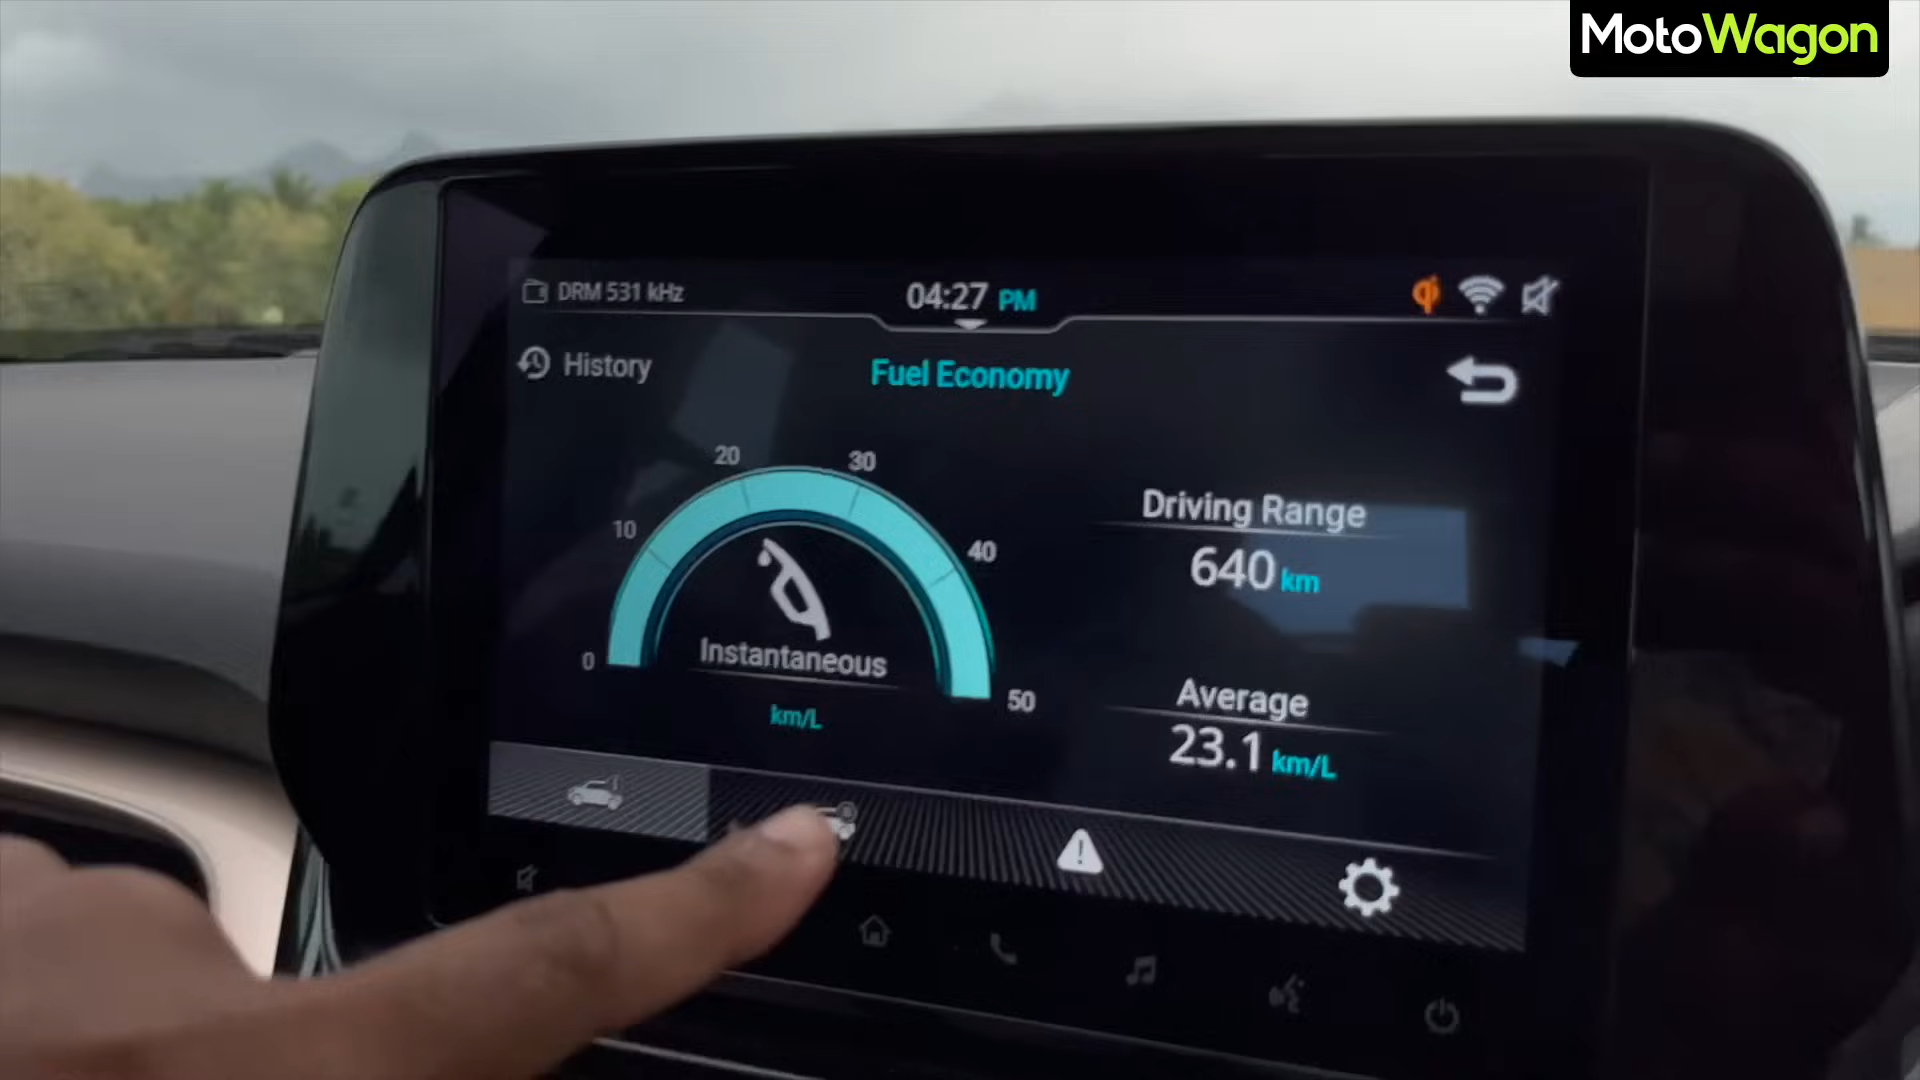 MotoWagon
DRM 531 kHz
04:27 PM
History
Fuel Economy
20
30
10
40
0
50
Instantaneous
km/L
Driving Range
640 km
Average
23.1 km/L